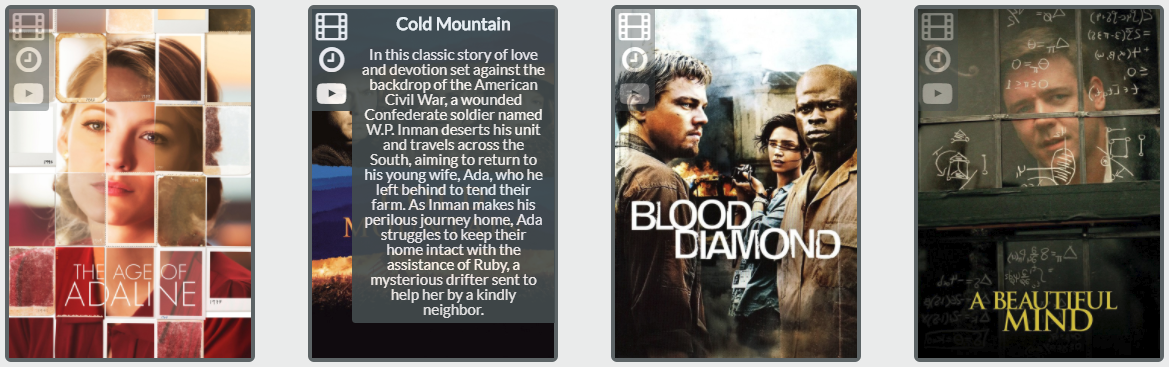 THE AGE OF
ADALINE
Cold Mountain
In this classic story of love
and devotion set against the
backdrop of the American
Civil War, a wounded
Confederate soldier named
W.P. Inman deserts his unit
and travels across the
South, aiming to return to
his young wife, Ada, who he
left behind to tend their
farm. As Inman makes his
perilous journey home, Ada
struggles to keep their
home intact with the
assistance of Ruby, a
mysterious drifter sent to
help her by a kindly
neighbor.
BLOOD
DIAMOND
A BEAUTIFUL
MIND